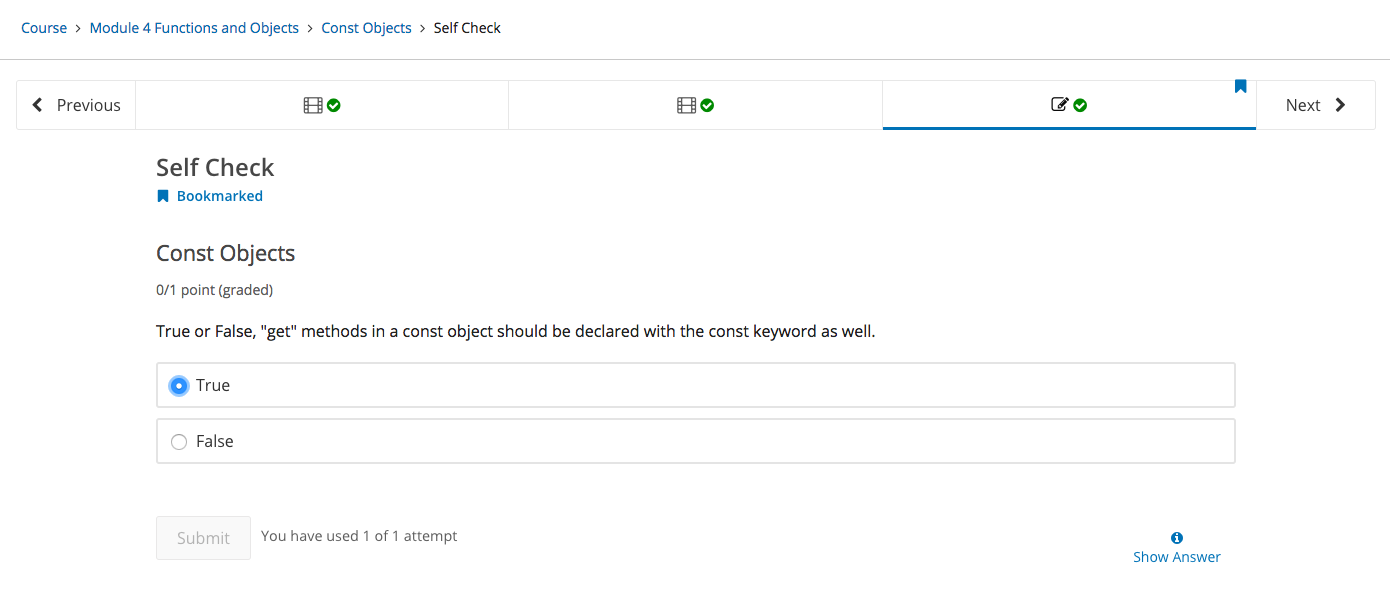 Course > Module 4 Functions and Objects > Const Objects > Self Check
Previous
Next
Self Check
Bookmarked
Const Objects
0/1 point (graded)
True or False, "get" methods in a const object should be declared with the const keyword as well.
True
False
Submit You have used 1 of 1 attempt
Show Answer